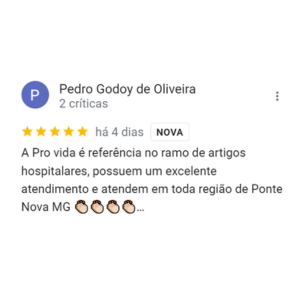 P
Pedro Godoy de Oliveira
2 críticas
★★★★★ há 4 dias NOVA
A Pro vida é referência no ramo de artigos
hospitalares, possuem um excelente
atendimento e atendem em toda região de Ponte
Nova MG 👏🏻👏🏻👏🏻👏🏻...